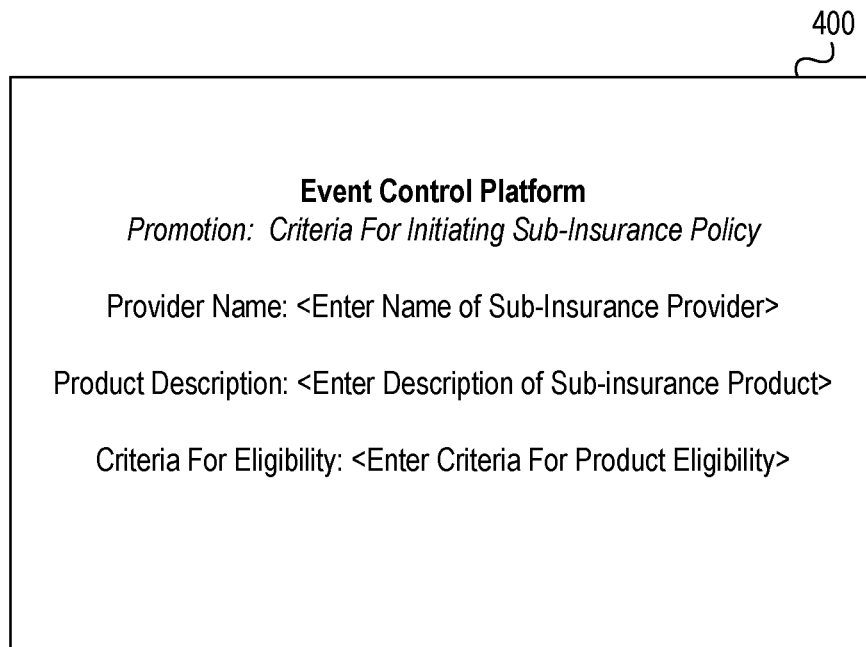 400
Event Control Platform
Promotion: Criteria For Initiating Sub-Insurance Policy
Provider Name: <Enter Name of Sub-Insurance Provider>
Product Description: <Enter Description of Sub-insurance Product>
Criteria For Eligibility: <Enter Criteria For Product Eligibility>